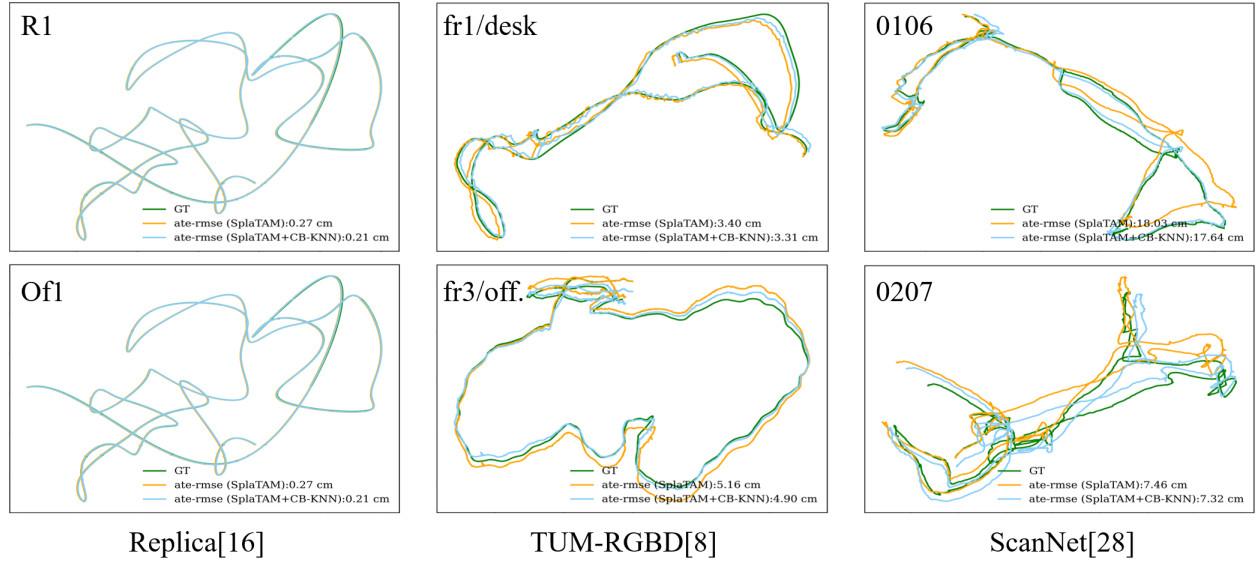 R1
GT
ate-rmse (SplaTAM):0.27 cm
ate-rmse (SplaTAM+CB-KNN):0.21 cm
fr1/desk
GT
ate-rmse (SplaTAM):3.40 cm
ate-rmse (SplaTAM+CB-KNN):3.31 cm
0106
GT
ate-rmse (SplaTAM):18.03 cm
ate-rmse (SplaTAM+CB-KNN):17.64 cm
Of1
GT
ate-rmse (SplaTAM):0.27 cm
ate-rmse (SplaTAM+CB-KNN):0.21 cm
fr3/off.
GT
ate-rmse (SplaTAM):5.16 cm
ate-rmse (SplaTAM+CB-KNN):4.90 cm
0207
GT
ate-rmse (SplaTAM):7.46 cm
ate-rmse (SplaTAM+CB-KNN):7.32 cm
Replica[16]
TUM-RGBD[8]
ScanNet[28]